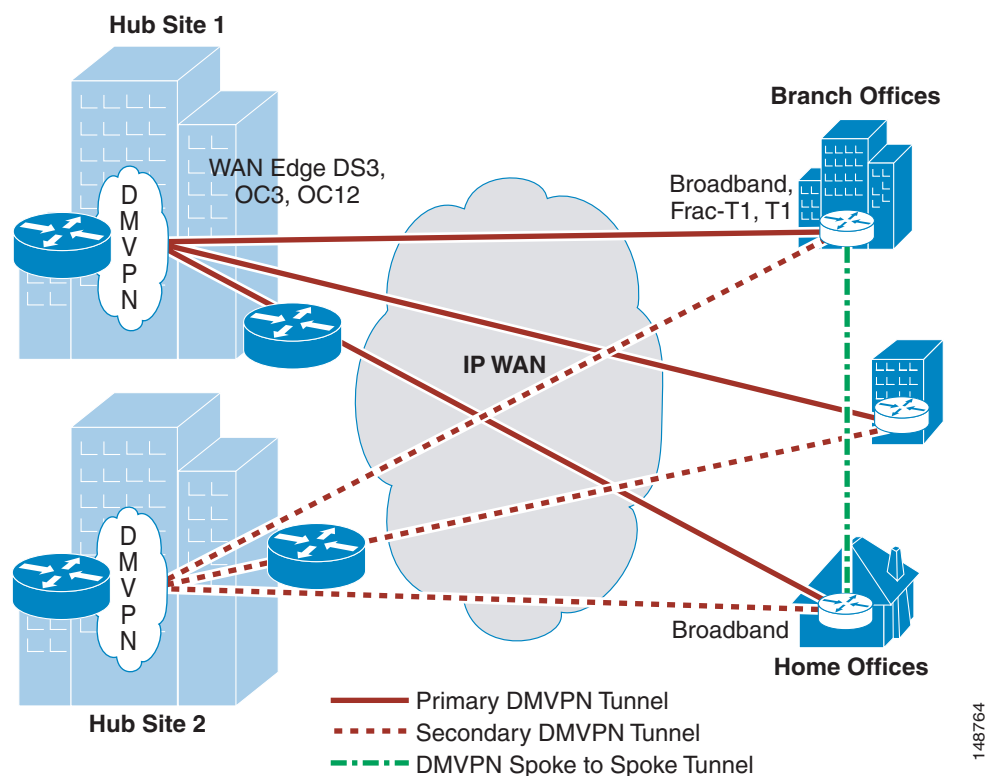 Hub Site 1
Branch Offices
WAN Edge DS3,
OC3, OC12
Broadband,
Frac-T1, T1
D
M
V
P
N
IP WAN
D
M
V
P
N
Broadband
Home Offices
Hub Site 2
Primary DMVPN Tunnel
Secondary DMVPN Tunnel
DMVPN Spoke to Spoke Tunnel
148764